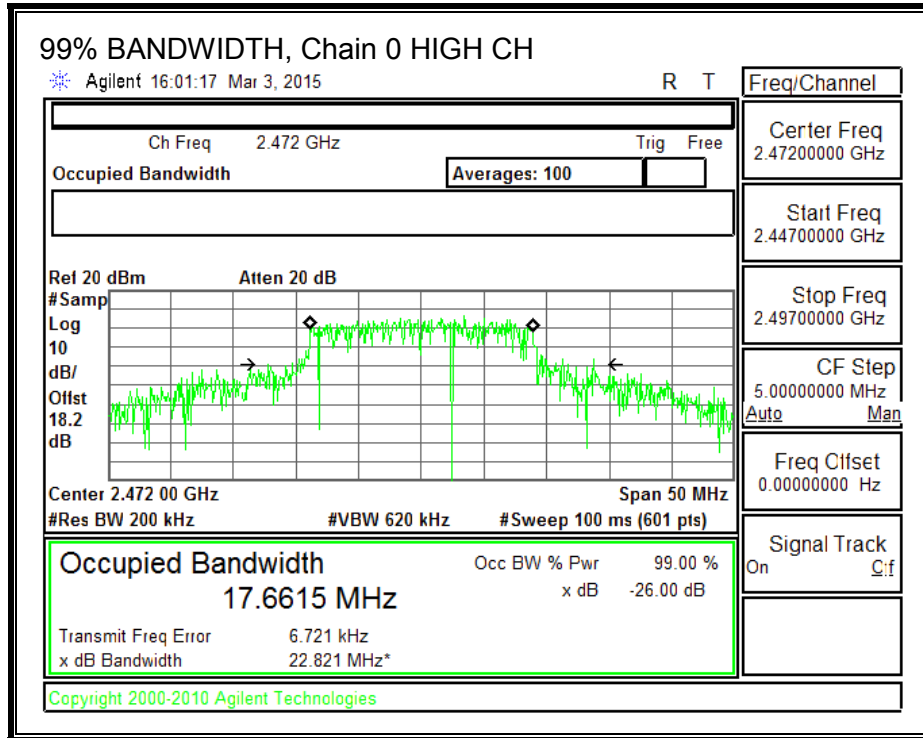 99% BANDWIDTH, Chain 0 HIGH CH
Agilent 16:01:17 Mar 3, 2015 R T
Freq/Channel
Ch Freq 2.472 GHz Trig Free
Occupied Bandwidth Averages: 100
Center Freq
2.47200000 GHz
Start Freq
2.44700000 GHz
Stop Freq
2.49700000 GHz
CF Step
5.00000000 MHz
Auto Man
Freq Offset
0.00000000 Hz
Signal Track
On Off
Ref 20 dBm Atten 20 dB
#Samp
Log
10
dB/
Offst
18.2
dB
Center 2.472 00 GHz Span 50 MHz
#Res BW 200 kHz #VBW 620 kHz #Sweep 100 ms (601 pts)
Occupied Bandwidth Occ BW % Pwr 99.00 %
17.6615 MHz x dB -26.00 dB
Transmit Freq Error 6.721 kHz
x dB Bandwidth 22.821 MHz*
Copyright 2000-2010 Agilent Technologies